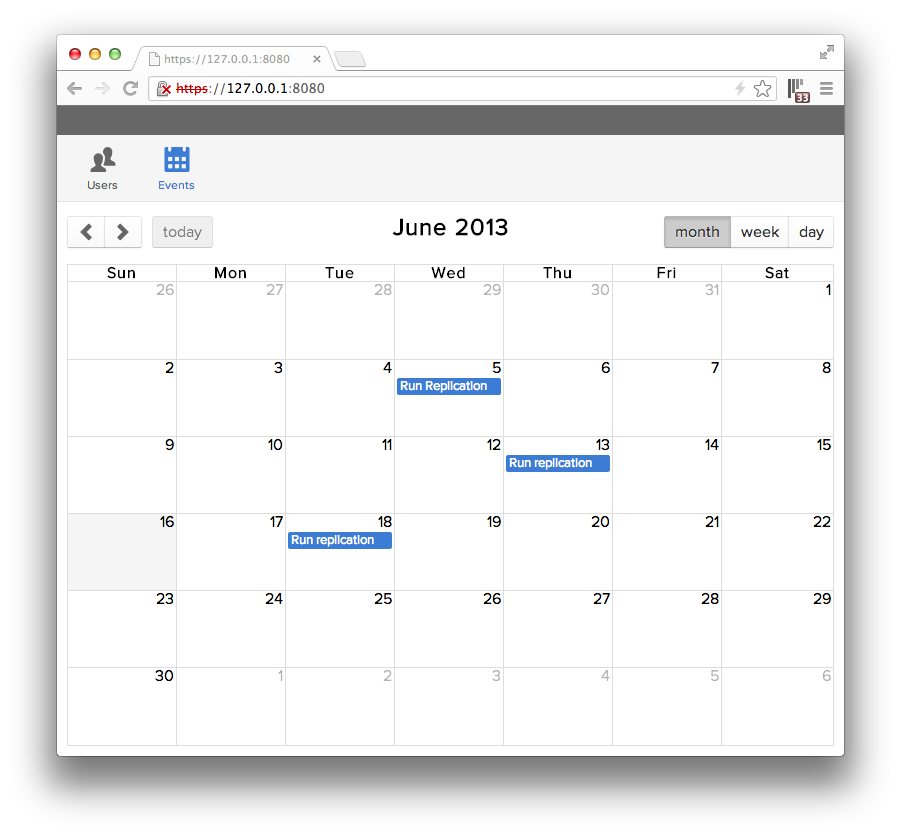 https://127.0.0.1:8080
https://127.0.0.1:8080
33
Users Events
today June 2013 month week day
Sun Mon Tue Wed Thu Fri Sat
26 27 28 29 30 31 1
2 3 4 5 6 7 8
Run Replication
9 10 11 12 13 14 15
Run replication
16 17 18 19 20 21 22
Run replication
23 24 25 26 27 28 29
30 1 2 3 4 5 6